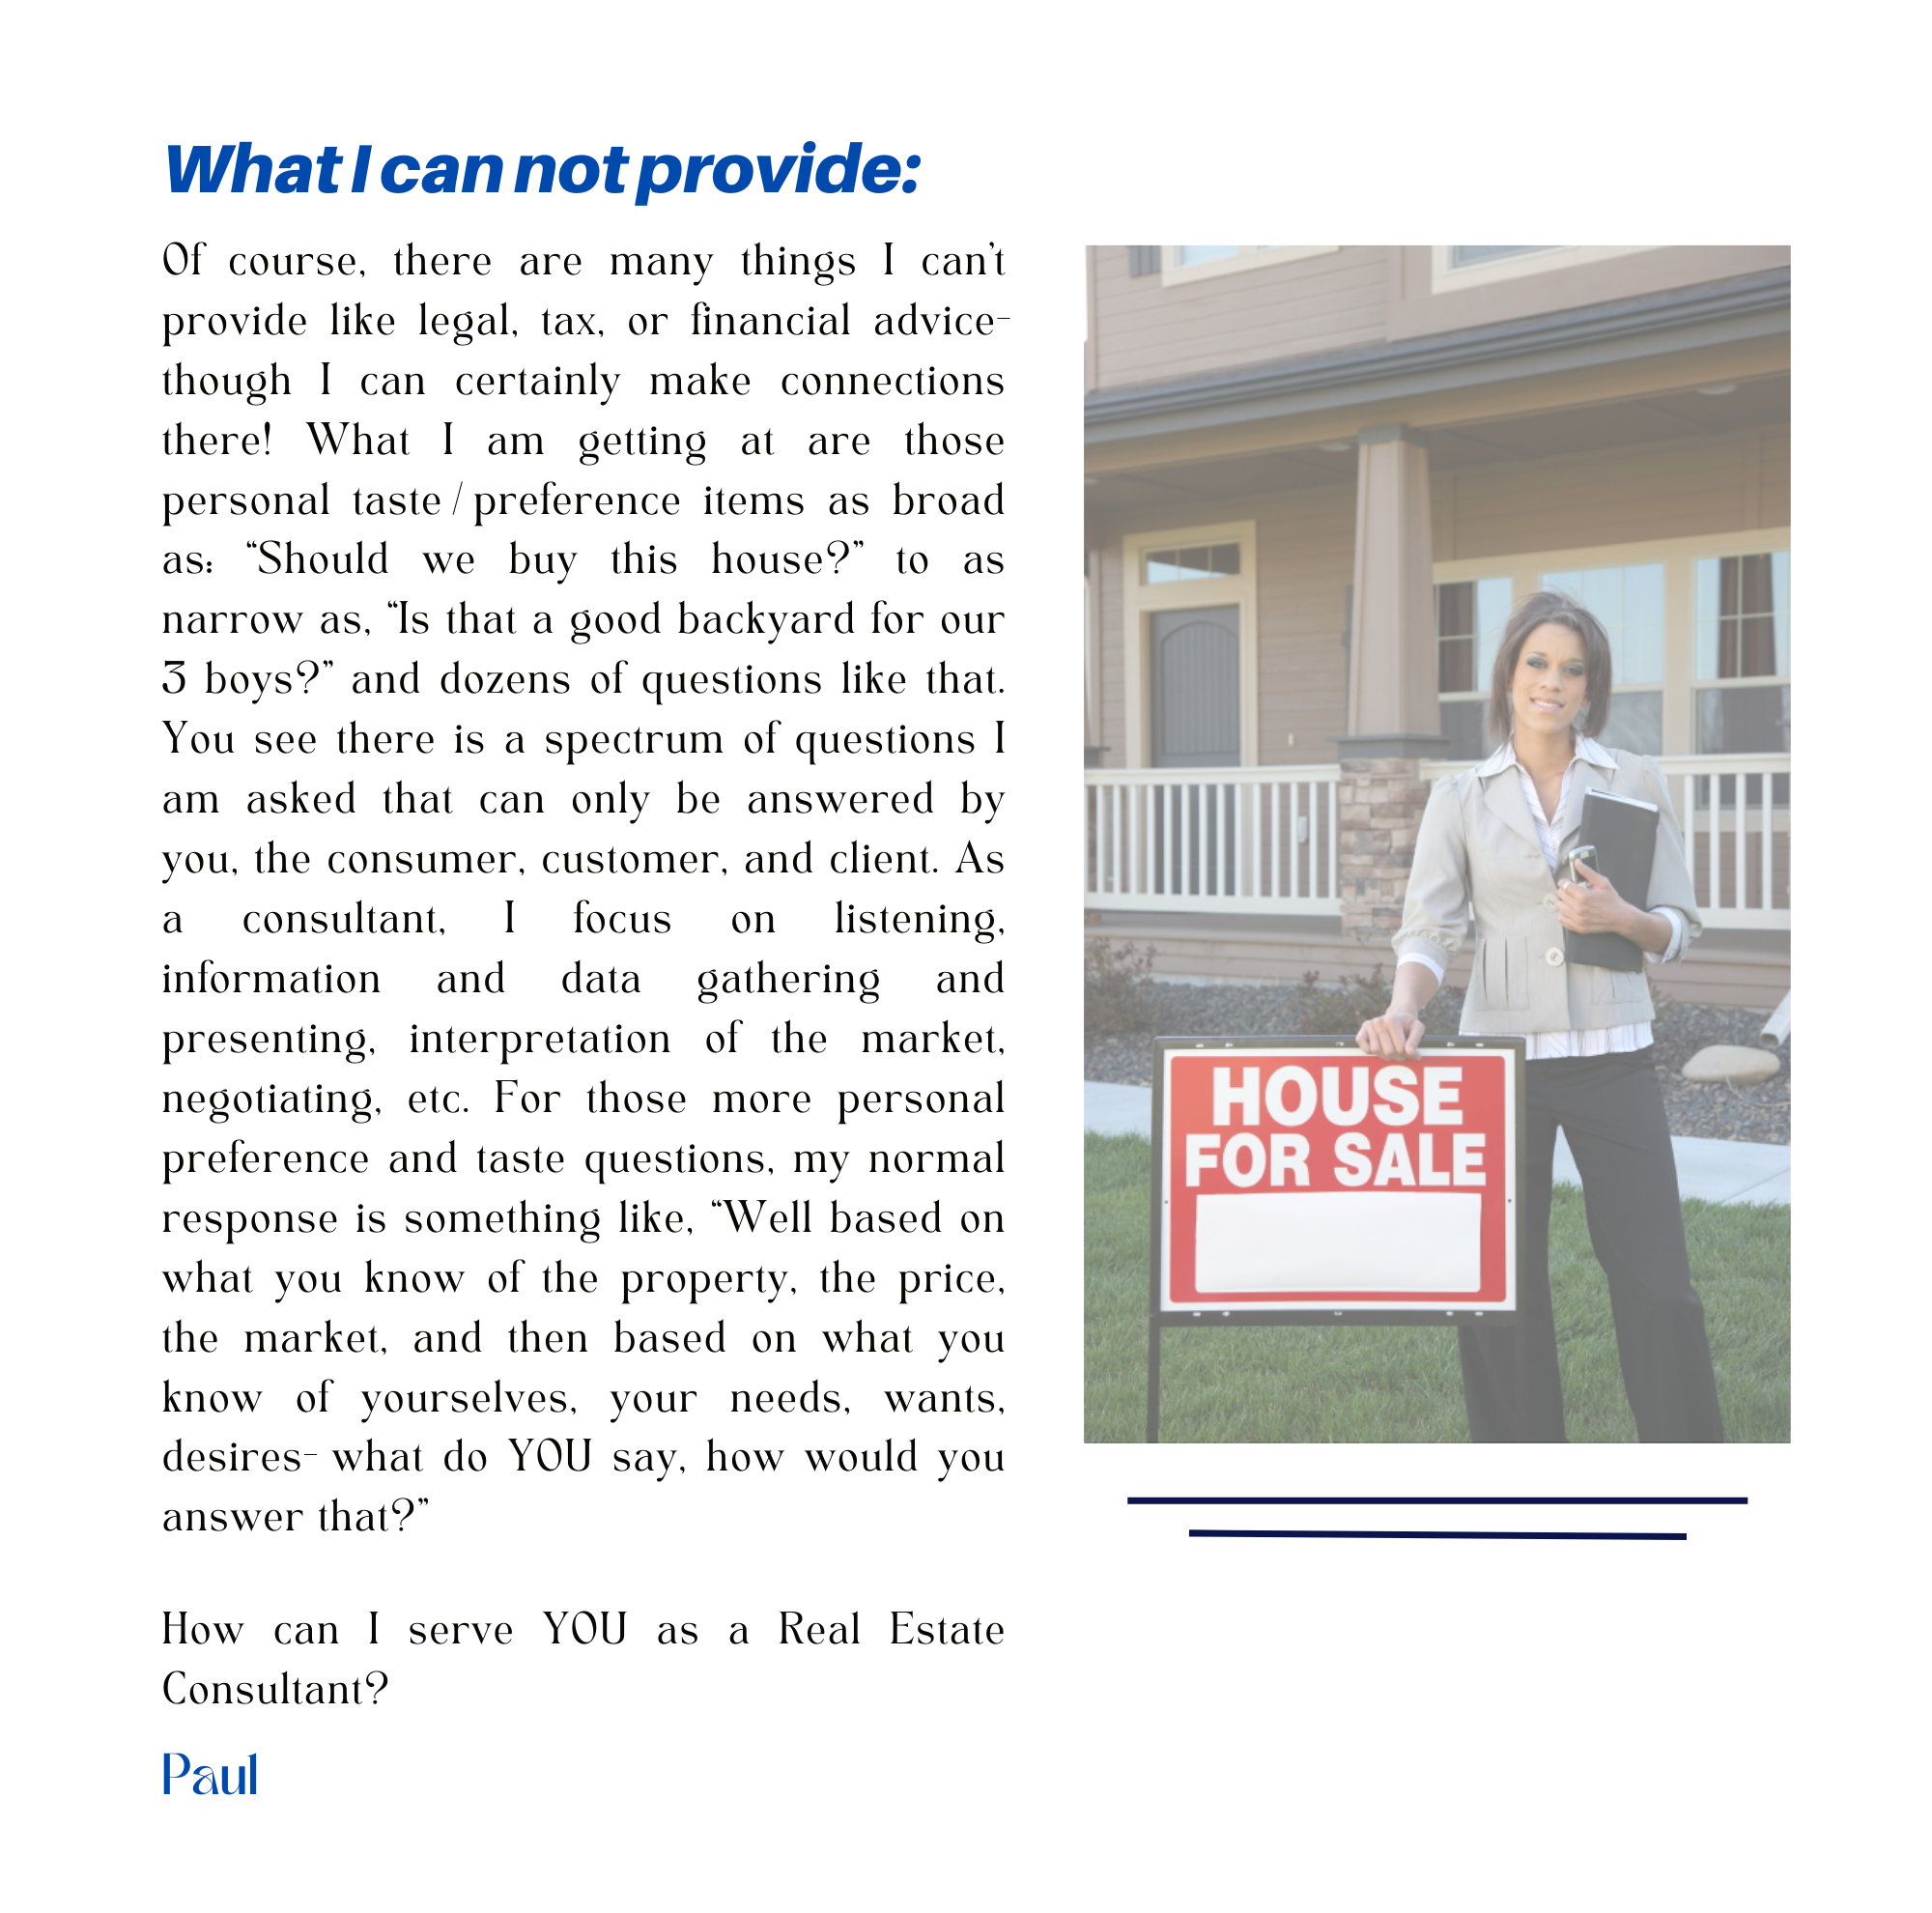 What I can not provide:
Of course, there are many things I can't
provide like legal, tax, or financial advice-
though I can certainly make connections
there! What I am getting at are those
personal taste/preference items as broad
as: “Should we buy this house?” to as
narrow as, “Is that a good backyard for our
3 boys?” and dozens of questions like that.
You see there is a spectrum of questions I
am asked that can only be answered by
you, the consumer, customer, and client. As
a consultant, I focus on listening,
information and data gathering and
presenting, interpretation of the market,
negotiating, etc. For those more personal
preference and taste questions, my normal
response is something like, “Well based on
what you know of the property, the price,
the market, and then based on what you
know of yourselves, your needs, wants,
desires- what do YOU say, how would you
answer that?”
How can I serve YOU as a Real Estate
Consultant?
Paul
HOUSE
FOR SALE